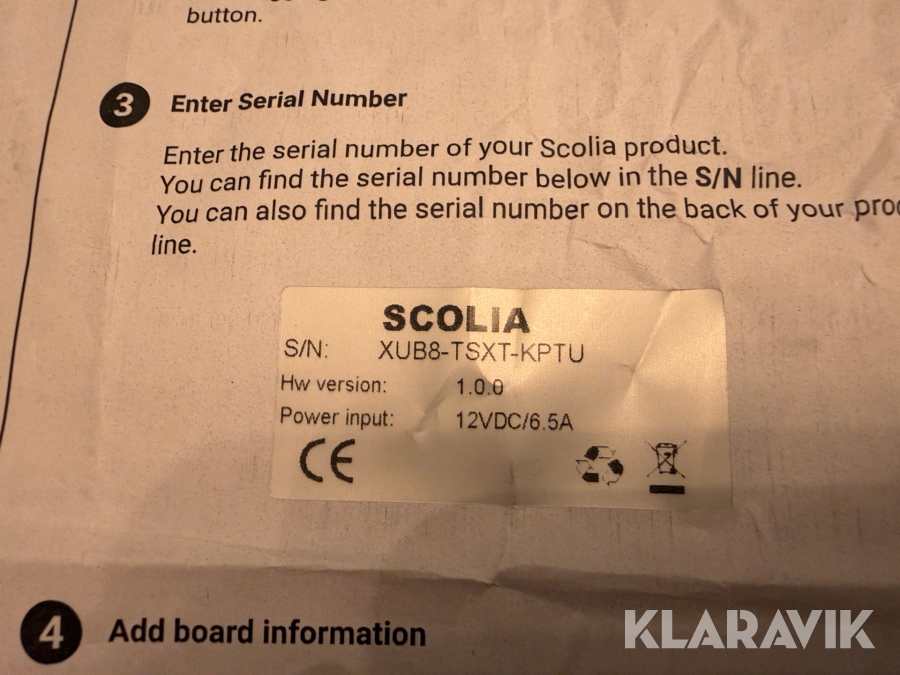 button.
3 Enter Serial Number
Enter the serial number of your Scolia product.
You can find the serial number below in the S/N line.
You can also find the serial number on the back of your
line.
SCOLIA
S/N: XUB8-TSXT-KPTU
Hw version: 1.0.0
Power input: 12VDC/6.5A
CE
4 Add board information
KLARAVIK